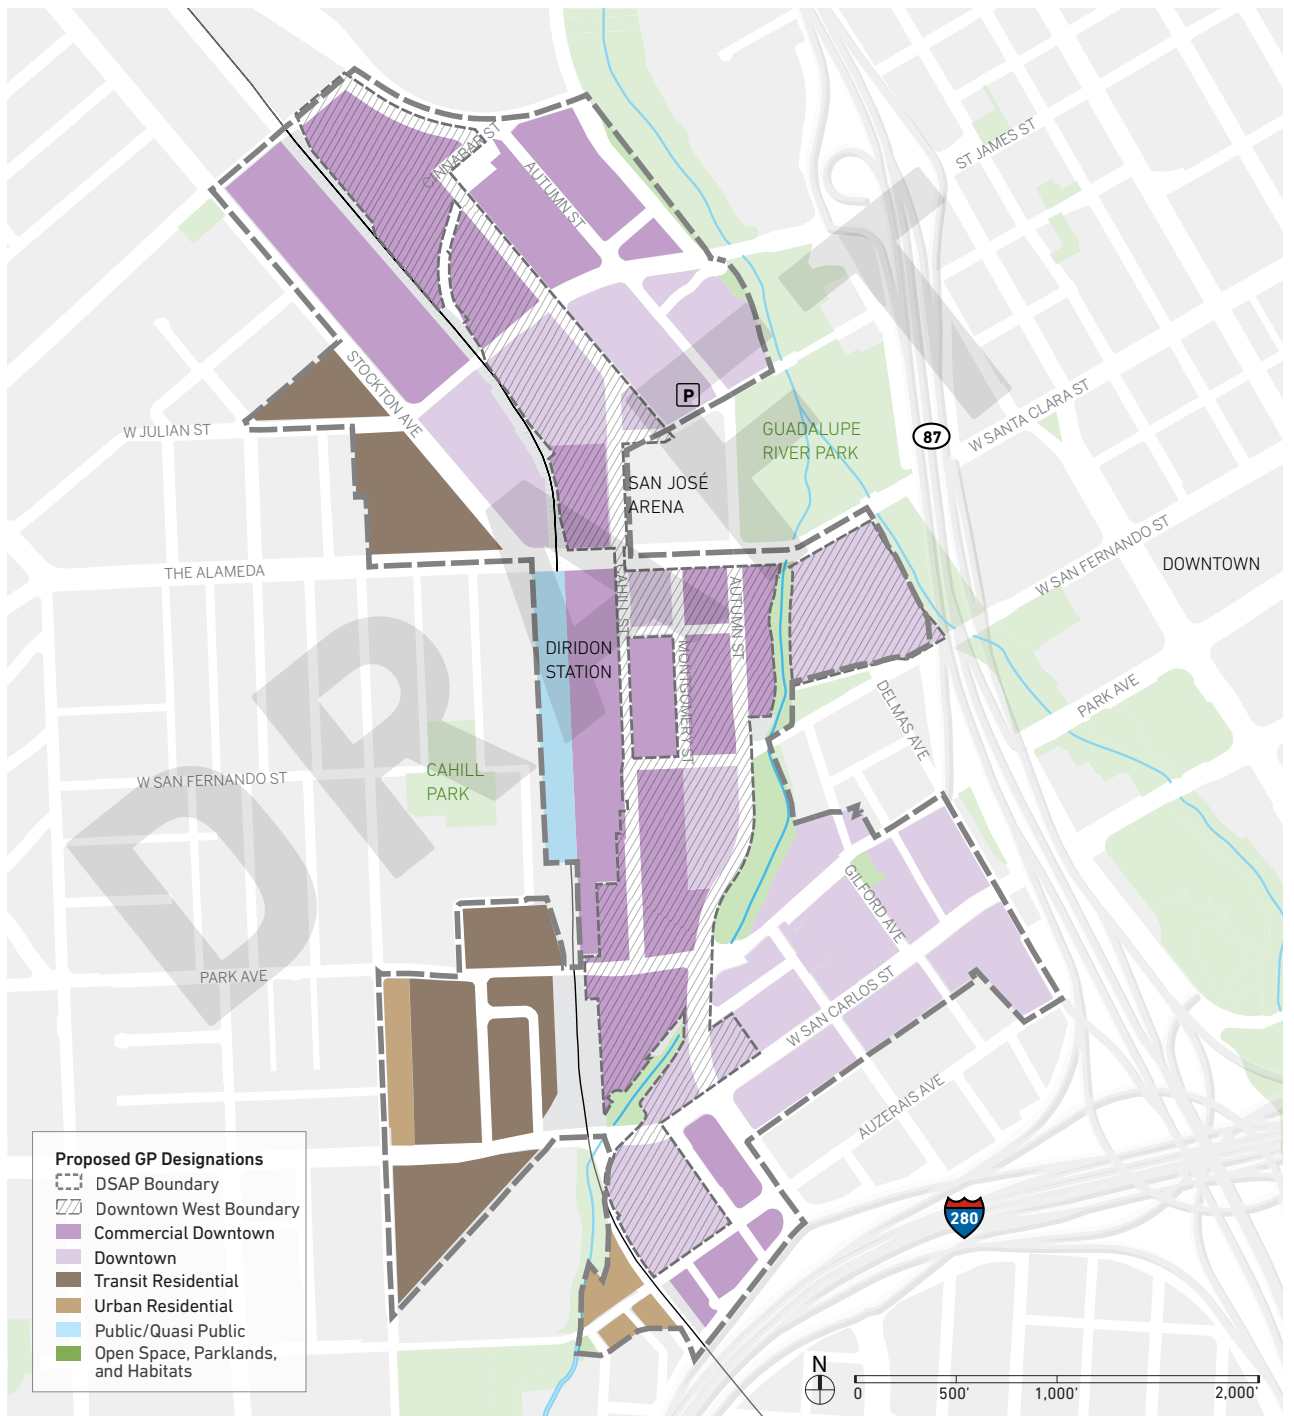 CINNABAR ST
AUTUMN ST
ST JAMES ST
STOCKTON AVE
W JULIAN ST
P
GUADALUPE
RIVER PARK
87
W SANTA CLARA ST
SAN JOSÉ
ARENA
THE ALAMEDA
W SAN FERNANDO ST
DOWNTOWN
CAHILL ST
AUTUMN ST
MONTGOMERY ST
DIRIDON
STATION
DELMAS AVE
PARK AVE
W SAN FERNANDO ST
CAHILL
PARK
GILFORD AVE
PARK AVE
W SAN CARLOS ST
AUZERAIS AVE
280
DRAFT
Proposed GP Designations
DSAP Boundary
Downtown West Boundary
Commercial Downtown
Downtown
Transit Residential
Urban Residential
Public/Quasi Public
Open Space, Parklands,
and Habitats
N
0 500' 1,000' 2,000'